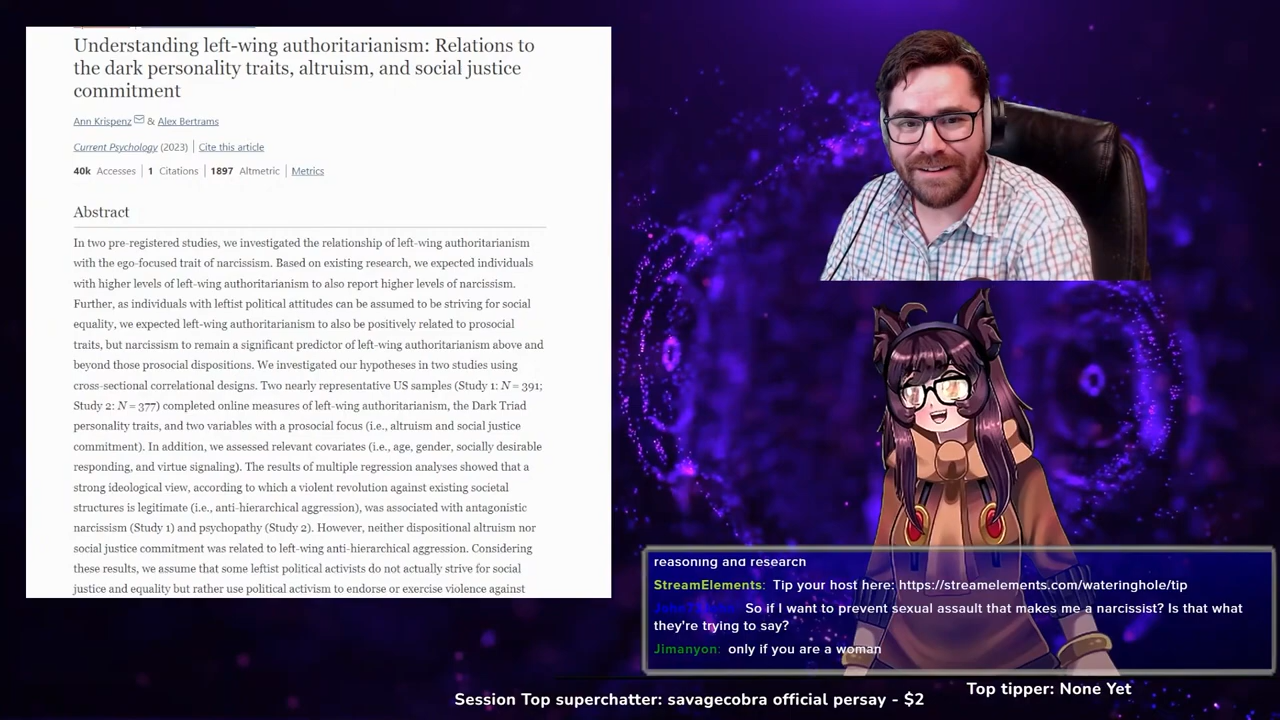 Understanding left-wing authoritarianism: Relations to
the dark personality traits, altruism, and social justice
commitment
Ann Krispenz & Alex Bertrams
Current Psychology (2023) | Cite this article
40k Accesses | 1 Citations | 1897 Altmetric | Metrics
Abstract
In two pre-registered studies, we investigated the relationship of left-wing authoritarianism
with the ego-focused trait of narcissism. Based on existing research, we expected individuals
with higher levels of left-wing authoritarianism to also report higher levels of narcissism.
Further, as individuals with leftist political attitudes can be assumed to be striving for social
equality, we expected left-wing authoritarianism to also be positively related to prosocial
traits, but narcissism to remain a significant predictor of left-wing authoritarianism above and
beyond those prosocial dispositions. We investigated our hypotheses in two studies using
cross-sectional correlational designs. Two nearly representative US samples (Study 1: N = 391;
Study 2: N = 377) completed online measures of left-wing authoritarianism, the Dark Triad
personality traits, and two variables with a prosocial focus (i.e., altruism and social justice
commitment). In addition, we assessed relevant covariates (i.e., age, gender, socially desirable
responding, and virtue signaling). The results of multiple regression analyses showed that a
strong ideological view, according to which a violent revolution against existing societal
structures is legitimate (i.e., anti-hierarchical aggression), was associated with antagonistic
narcissism (Study 1) and psychopathy (Study 2). However, neither dispositional altruism nor
social justice commitment was related to left-wing anti-hierarchical aggression. Considering
these results, we assume that some leftist political activists do not actually strive for social
justice and equality but rather use political activism to endorse or exercise violence against
reasoning and research
StreamElements: Tip your host here: https://streamelements.com/wateringhole/tip
So if I want to prevent sexual assault that makes me a narcissist? Is that what
they're trying to say?
Jimanyon: only if you are a woman
Session Top superchatter: savagecobra official persay - $2
Top tipper: None Yet